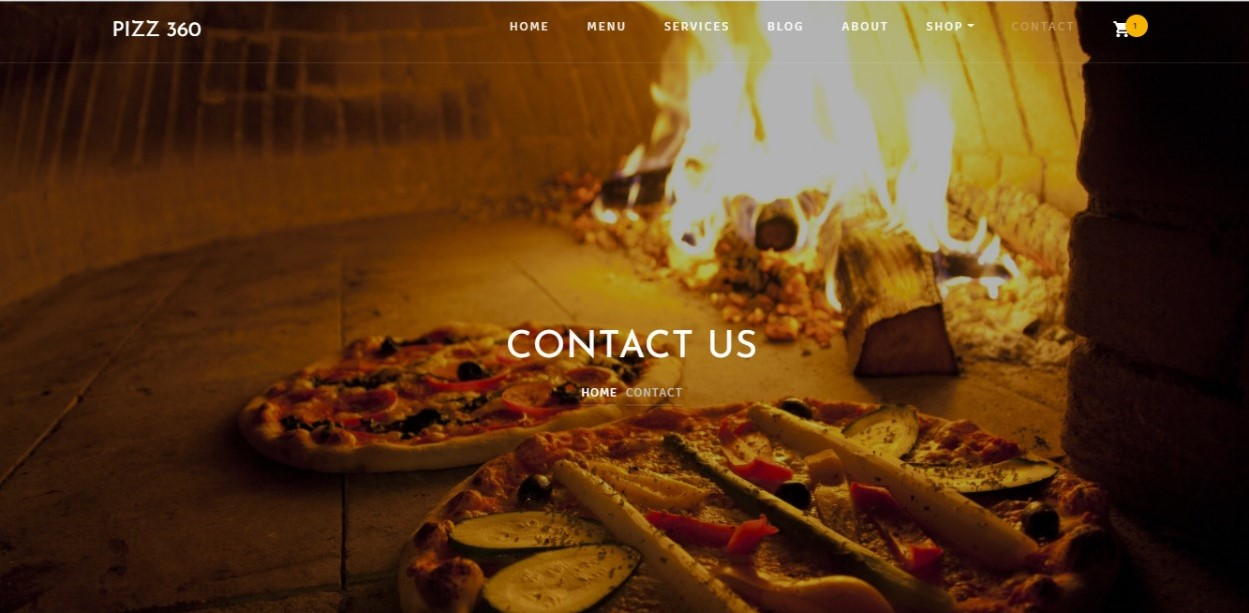 PIZZ 360 HOME MENU SERVICES BLOG ABOUT SHOP CONTACT 1
CONTACT US
HOME CONTACT